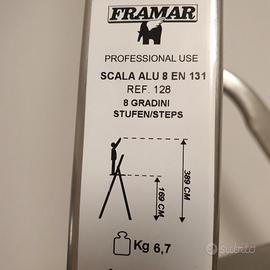 FRAMAR
PROFESSIONAL USE
SCALA ALU 8 EN 131
REF. 128
8 GRADINI
STUFEN/STEPS
389 CM
169 CM
Kg 6,7
subito